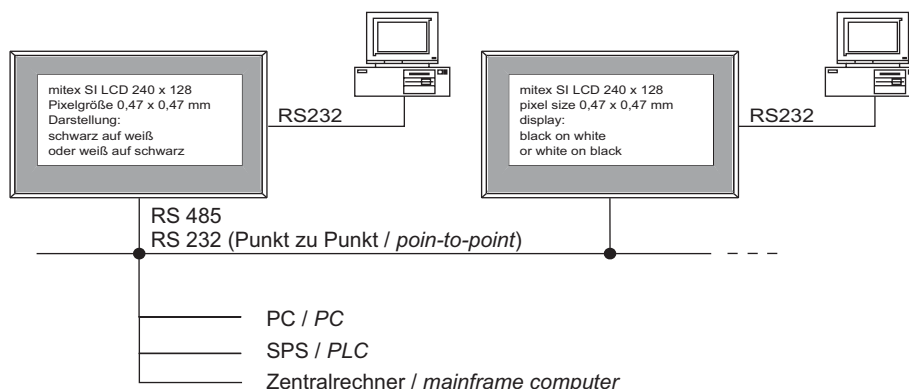 mitex SI LCD 240 x 128
Pixelgröße 0,47 x 0,47 mm
Darstellung:
schwarz auf weiß
oder weiß auf schwarz
RS232
mitex SI LCD 240 x 128
pixel size 0,47 x 0,47 mm
display:
black on white
or white on black
RS232
RS 485
RS 232 (Punkt zu Punkt / poin-to-point)
PC / PC
SPS / PLC
Zentralrechner / mainframe computer